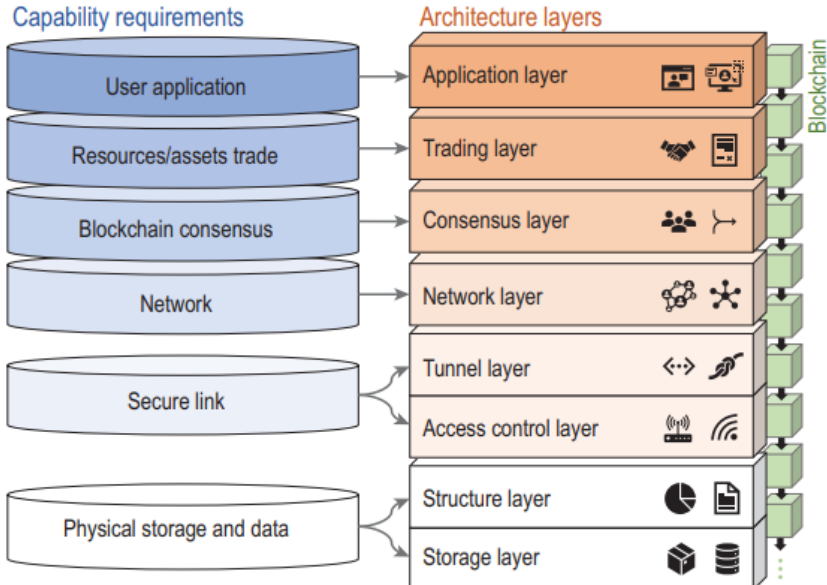 Capability requirements
Architecture layers
User application
Application layer
Resources/assets trade
Trading layer
Blockchain consensus
Consensus layer
Network
Network layer
Secure link
Tunnel layer
Access control layer
Physical storage and data
Structure layer
Storage layer
Blockchain